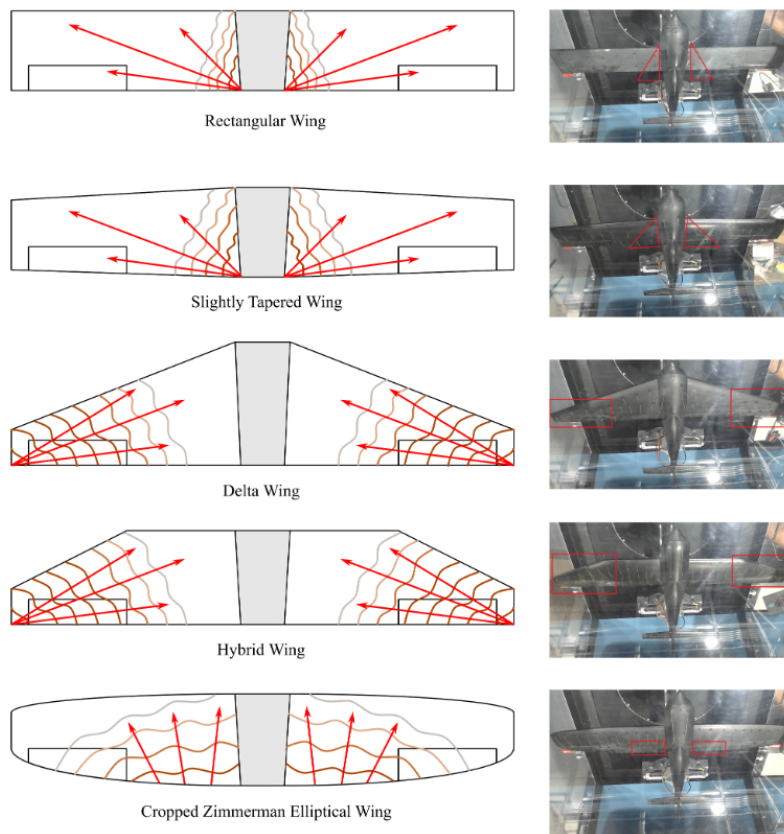 Rectangular Wing
Slightly Tapered Wing
Delta Wing
Hybrid Wing
Cropped Zimmerman Elliptical Wing